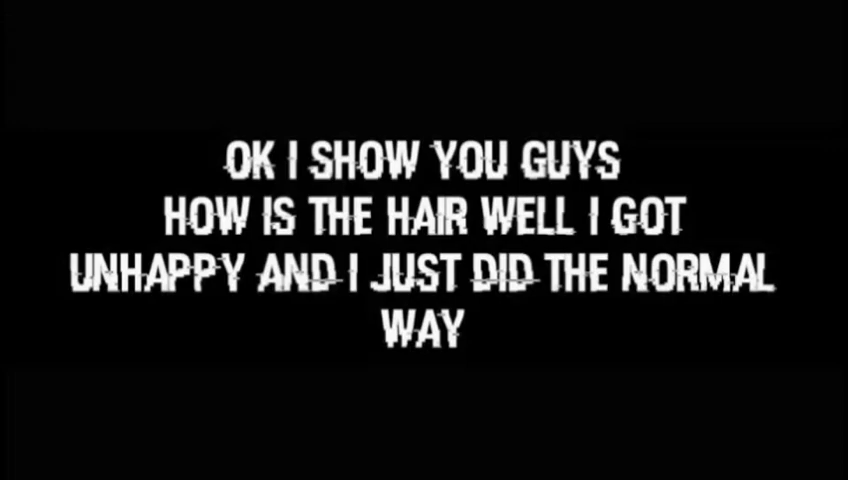 OK I SHOW YOU GUYS
HOW IS THE HAIR WELL I GOT
UNHAPPY AND I JUST DID THE NORMAL
WAY